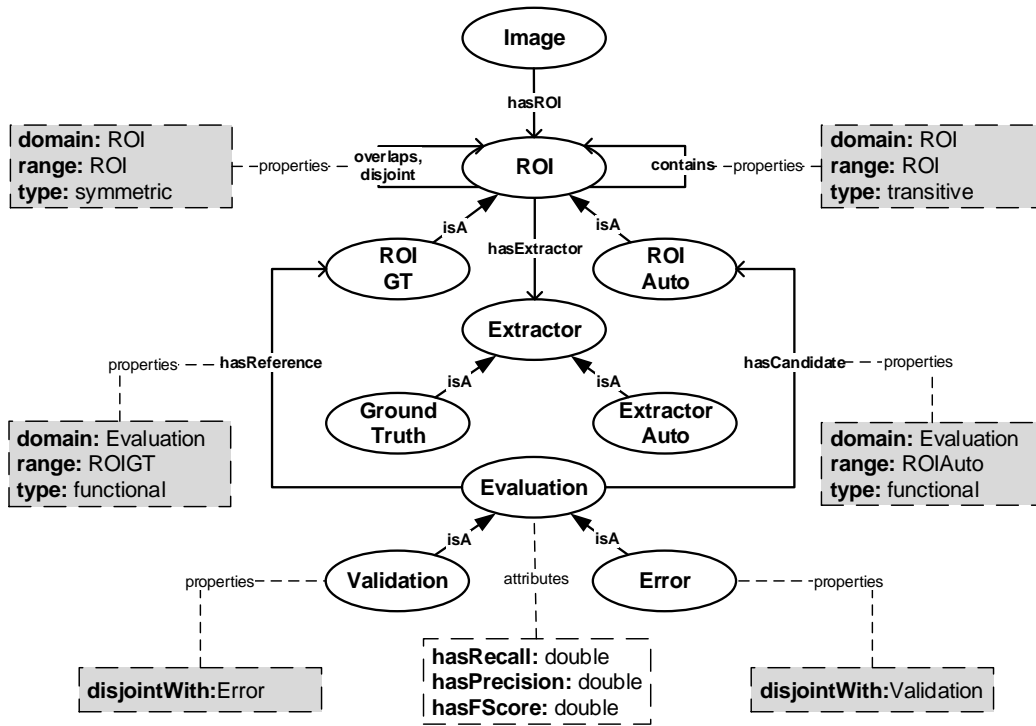 Image
hasROI
domain: ROI
range: ROI
type: symmetric
properties
overlaps,
disjoint
ROI
contains
properties
domain: ROI
range: ROI
type: transitive
isA
isA
hasExtractor
ROI
GT
ROI
Auto
Extractor
properties
hasReference
hasCandidate
properties
isA
isA
Ground
Truth
Extractor
Auto
domain: Evaluation
range: ROIGT
type: functional
domain: Evaluation
range: ROIAuto
type: functional
Evaluation
isA
isA
properties
Validation
attributes
Error
properties
disjointWith:Error
hasRecall: double
hasPrecision: double
hasFScore: double
disjointWith:Validation